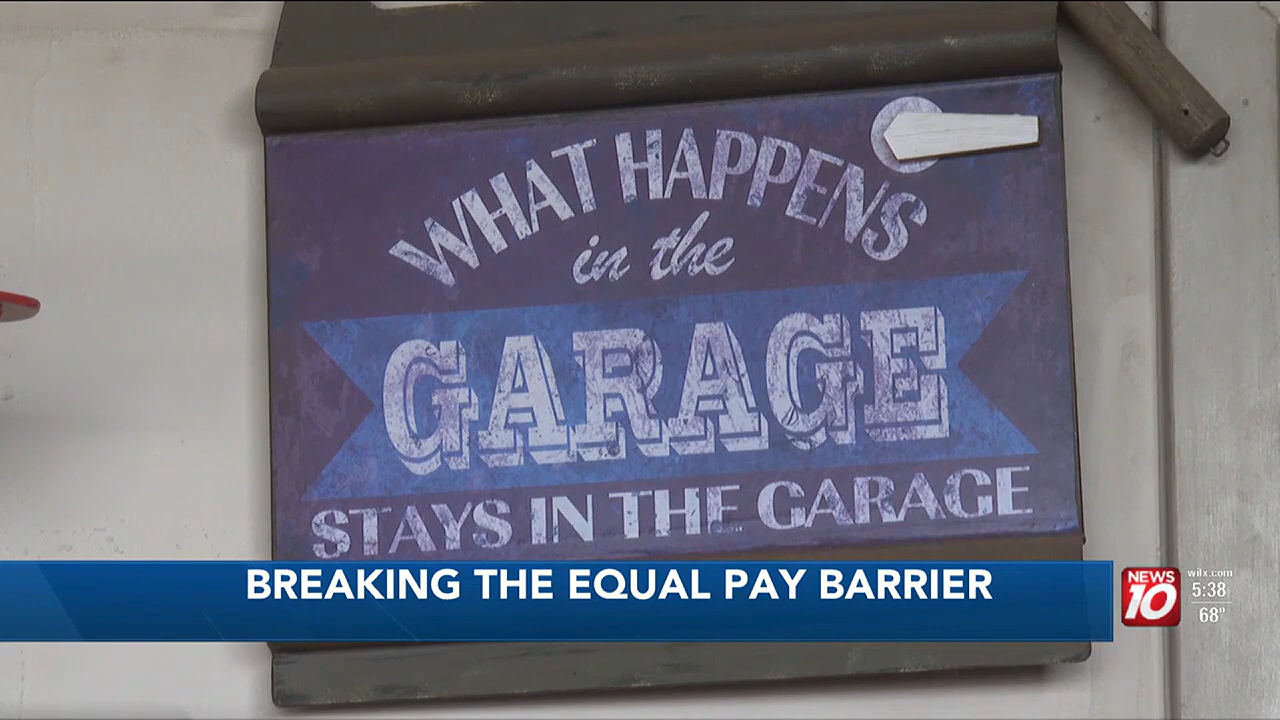 WHAT HAPPENS
in the
GARAGE
STAYS IN THE GARAGE
BREAKING THE EQUAL PAY BARRIER
NEWS
10
wilx.com
5:38
68"